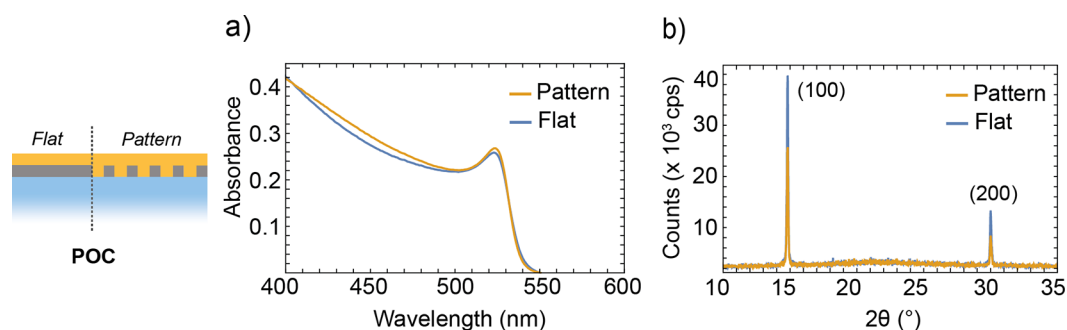 Flat
Pattern
POC
a)
Absorbance
0.4
0.3
0.2
0.1
400
450
500
550
600
Wavelength (nm)
Pattern
Flat
b)
Counts (x 10³ cps)
40
30
20
10
10
15
20
25
30
35
2θ (°)
(100)
Pattern
Flat
(200)